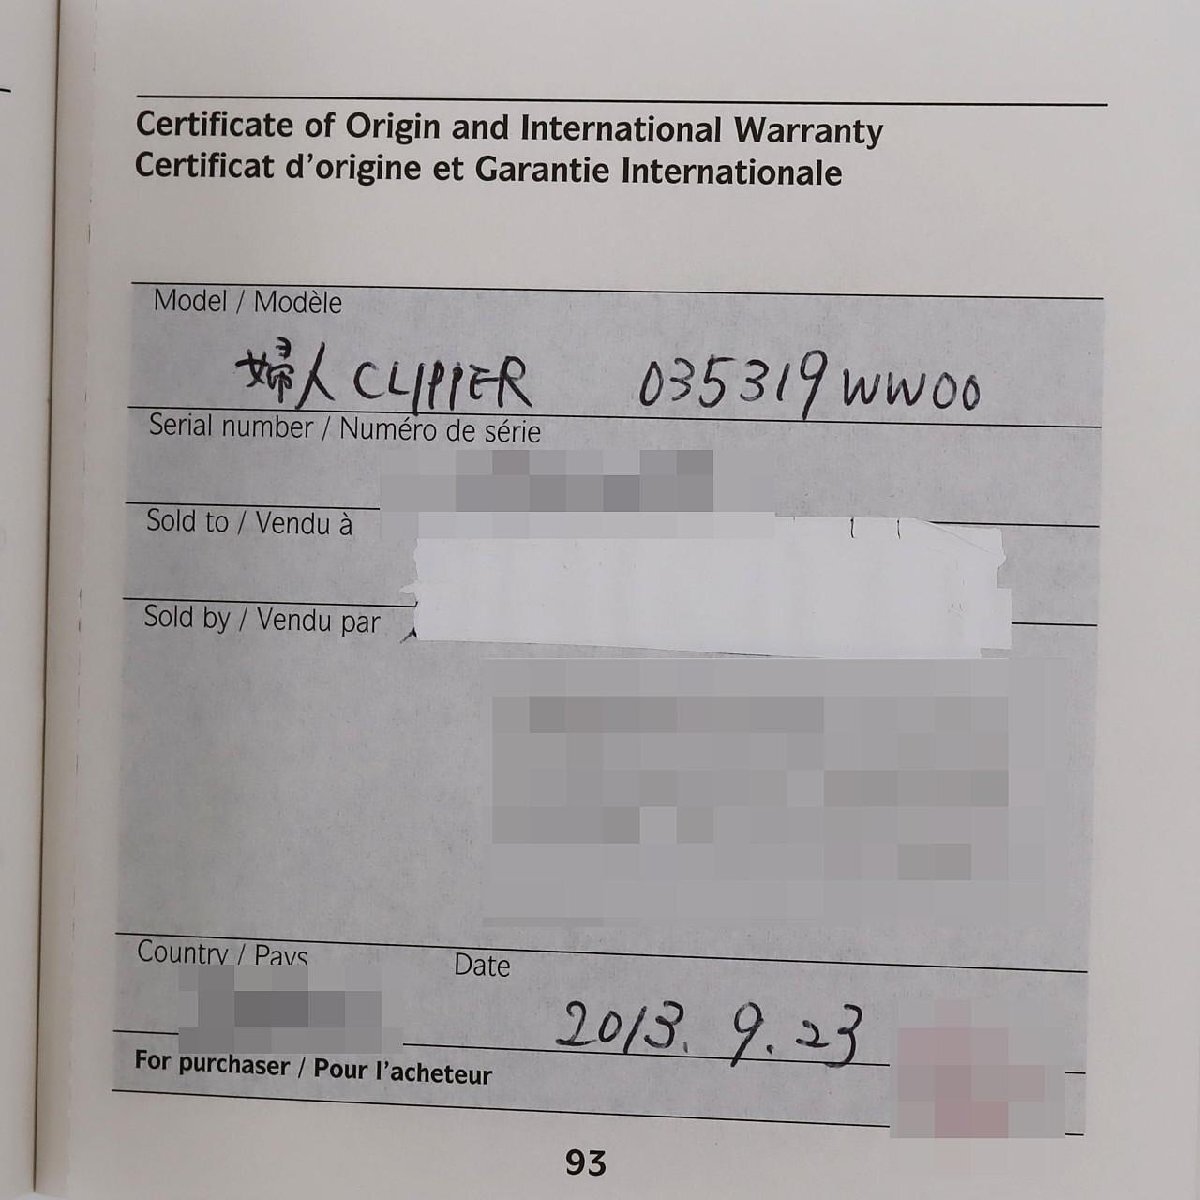 Certificate of Origin and International Warranty
Certificat d'origine et Garantie Internationale
Model / Modèle
婦人 CLIPPER 035319WW00
Serial number / Numéro de série
Sold to / Vendu à
Sold by / Vendu par
Country / Pays
Date
2013. 9. 23
For purchaser / Pour l'acheteur
93